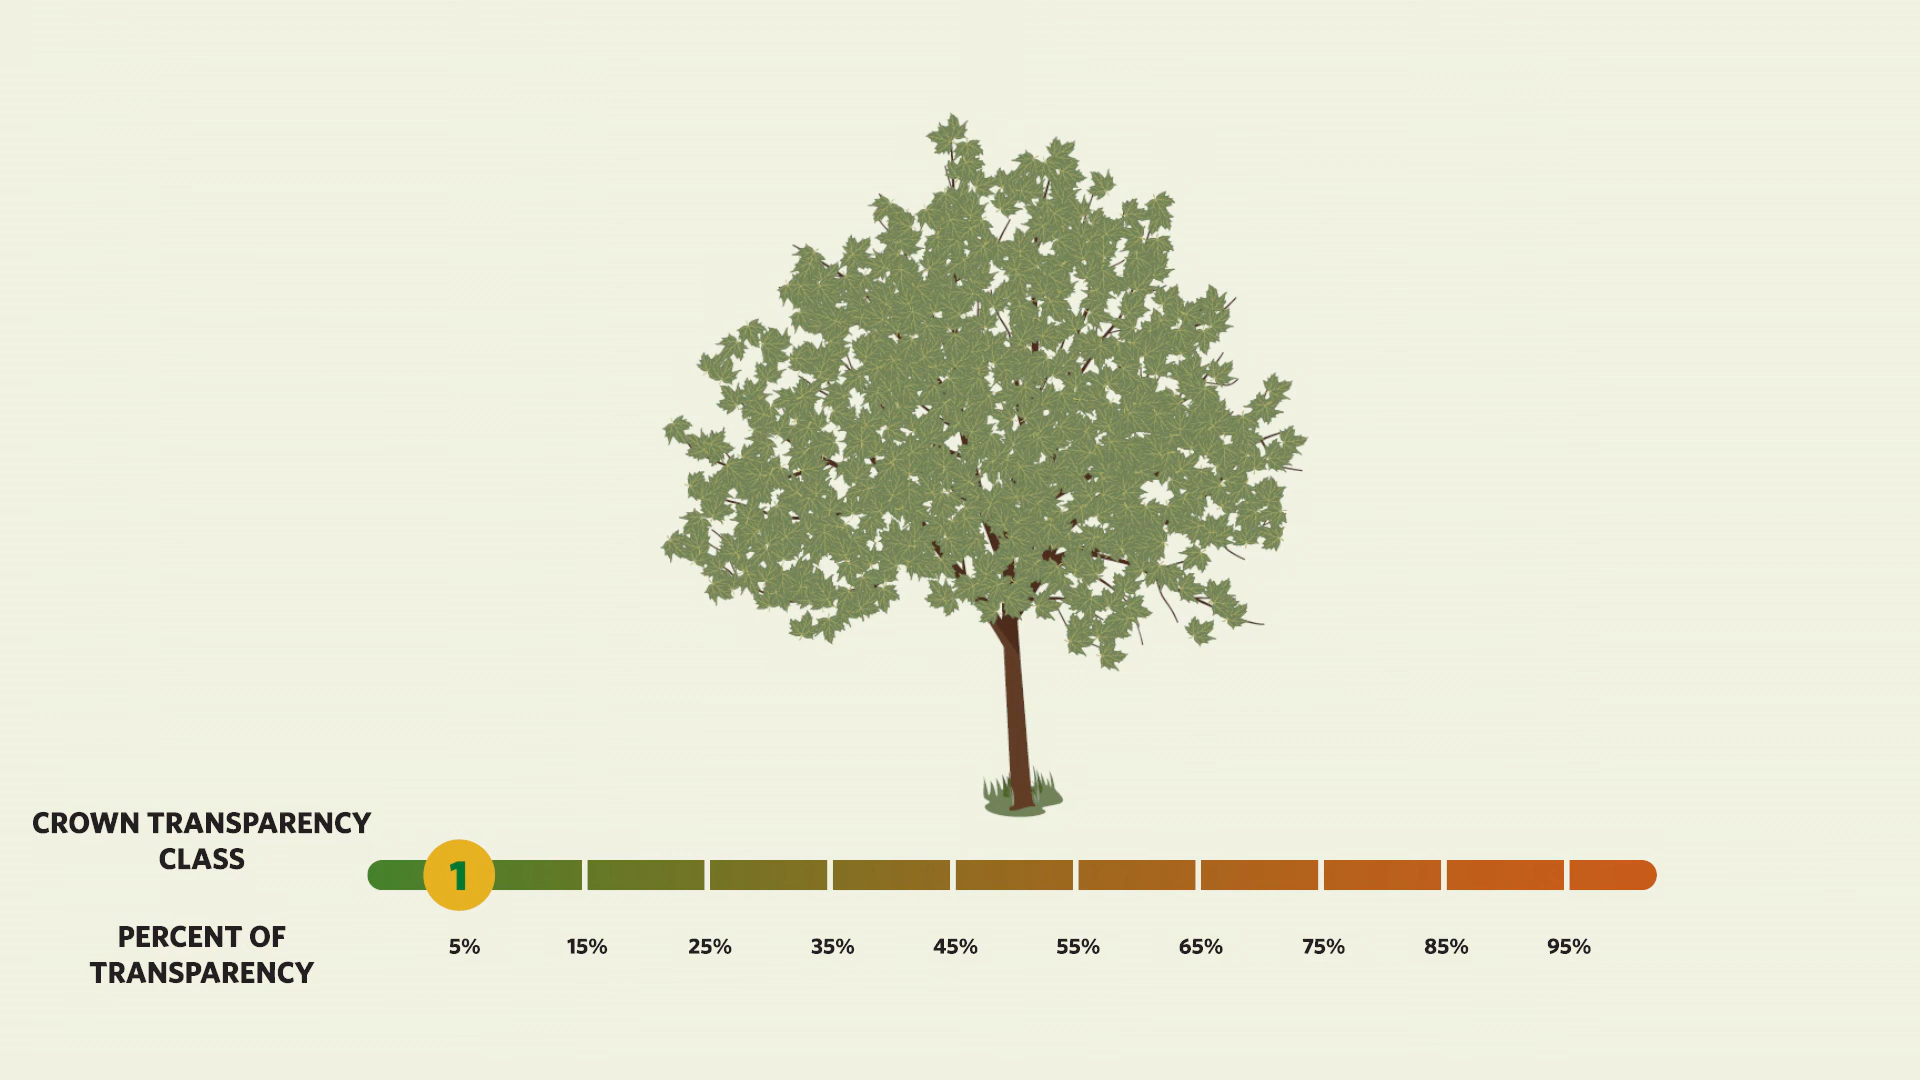 CROWN TRANSPARENCY
CLASS
1
PERCENT OF
TRANSPARENCY
5% 15% 25% 35% 45% 55% 65% 75% 85% 95%